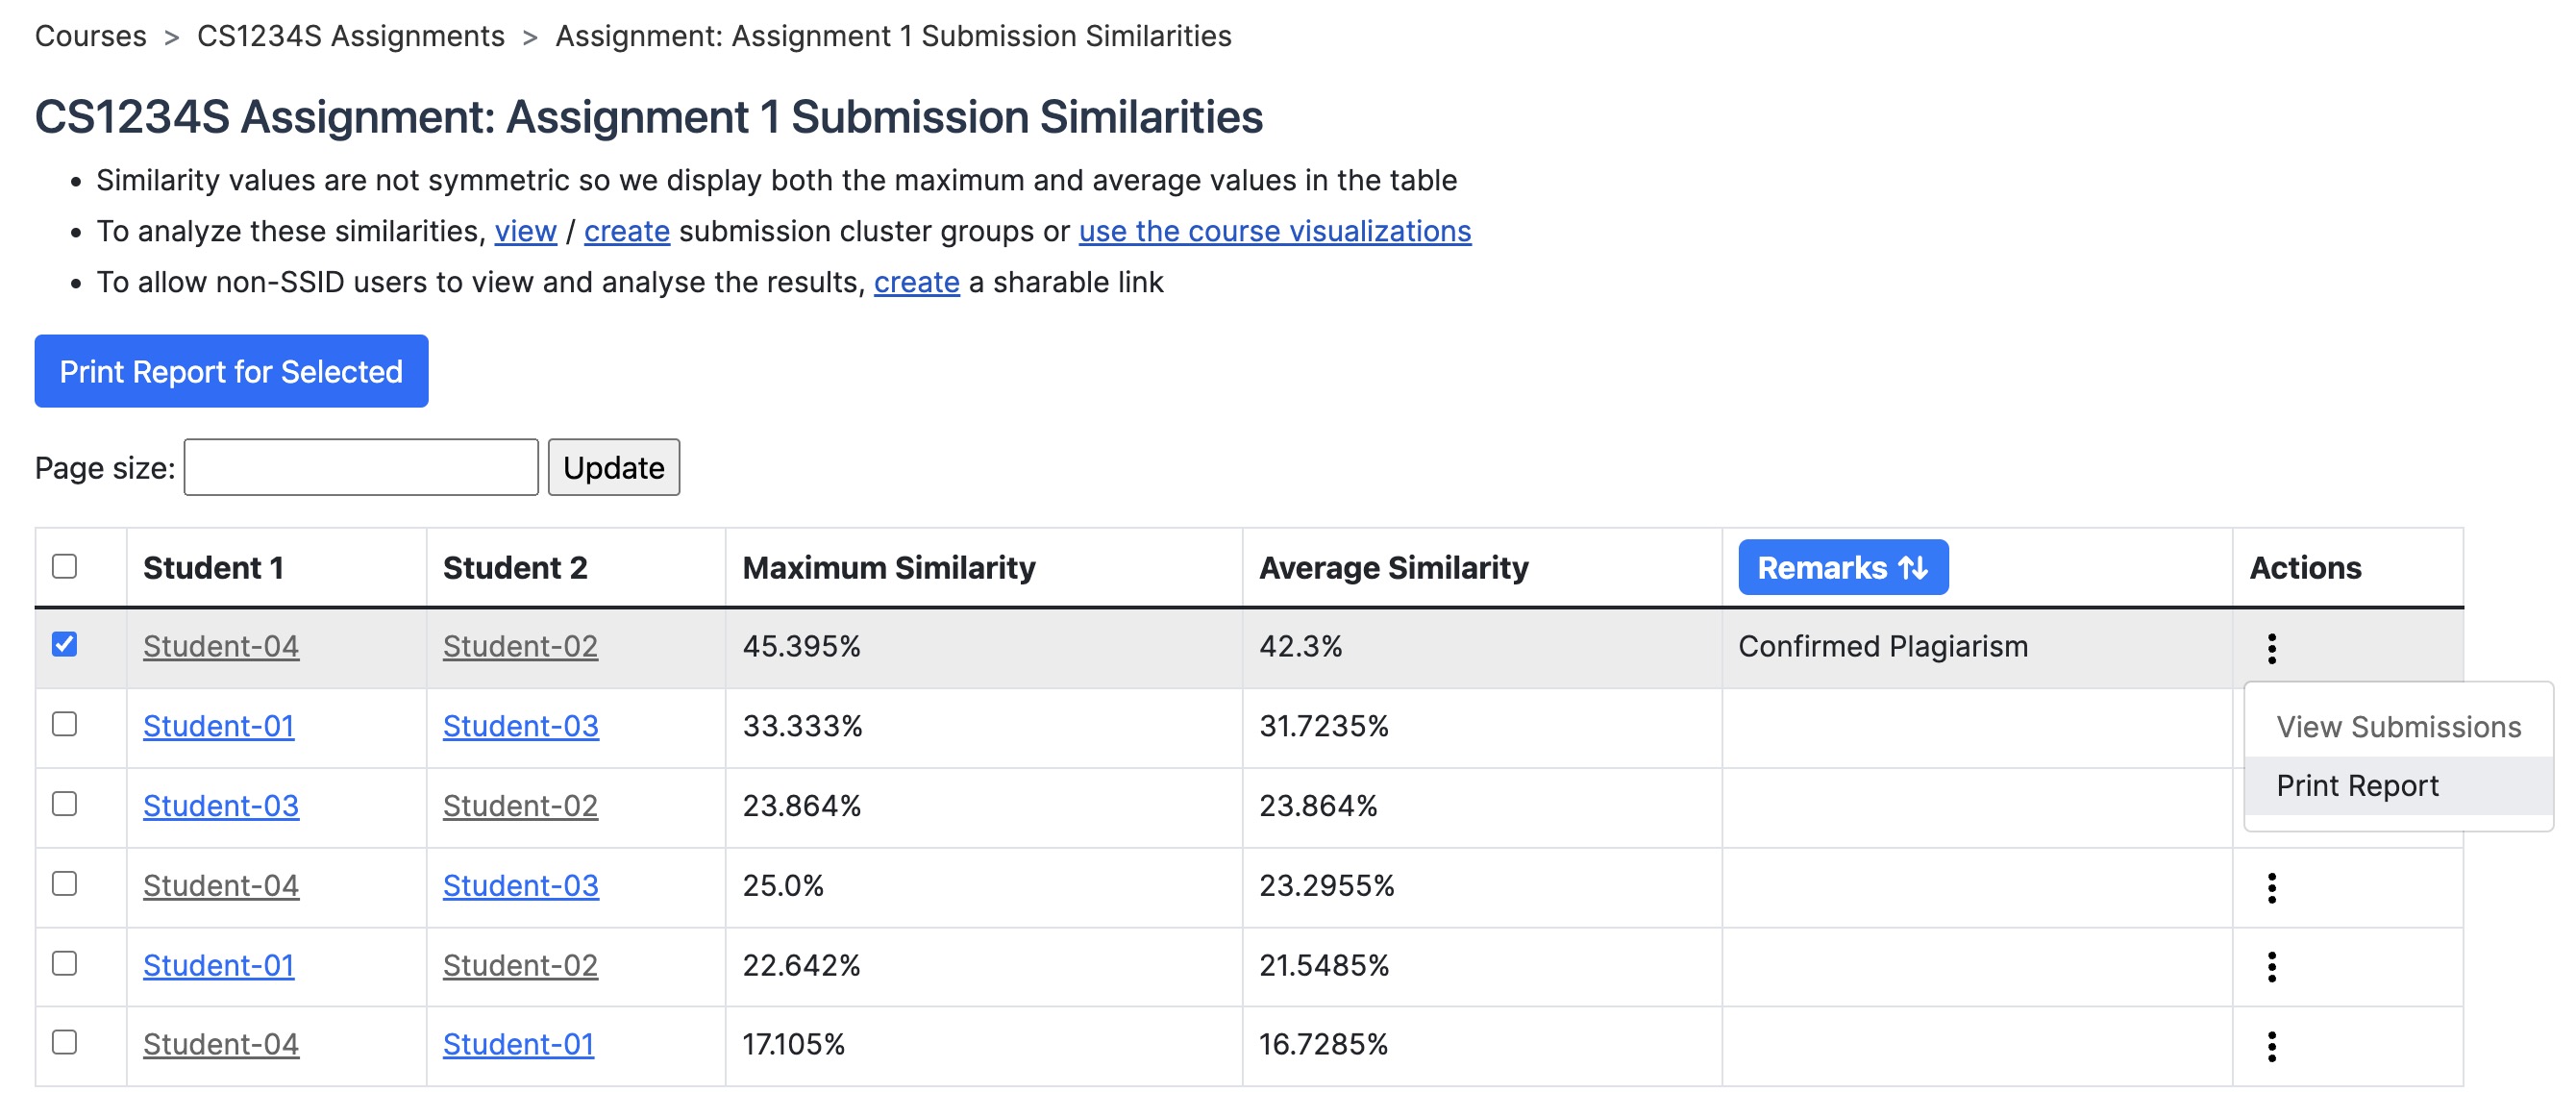 Courses > CS1234S Assignments > Assignment: Assignment 1 Submission Similarities
CS1234S Assignment: Assignment 1 Submission Similarities
• Similarity values are not symmetric so we display both the maximum and average values in the table
• To analyze these similarities, view / create submission cluster groups or use the course visualizations
• To allow non-SSID users to view and analyse the results, create a sharable link
Print Report for Selected
Page size: Update
Student 1 Student 2 Maximum Similarity Average Similarity Remarks ↑↓ Actions
Student-04 Student-02 45.395% 42.3% Confirmed Plagiarism
Student-01 Student-03 33.333% 31.7235% View Submissions
Student-03 Student-02 23.864% 23.864% Print Report
Student-04 Student-03 25.0% 23.2955%
Student-01 Student-02 22.642% 21.5485%
Student-04 Student-01 17.105% 16.7285%